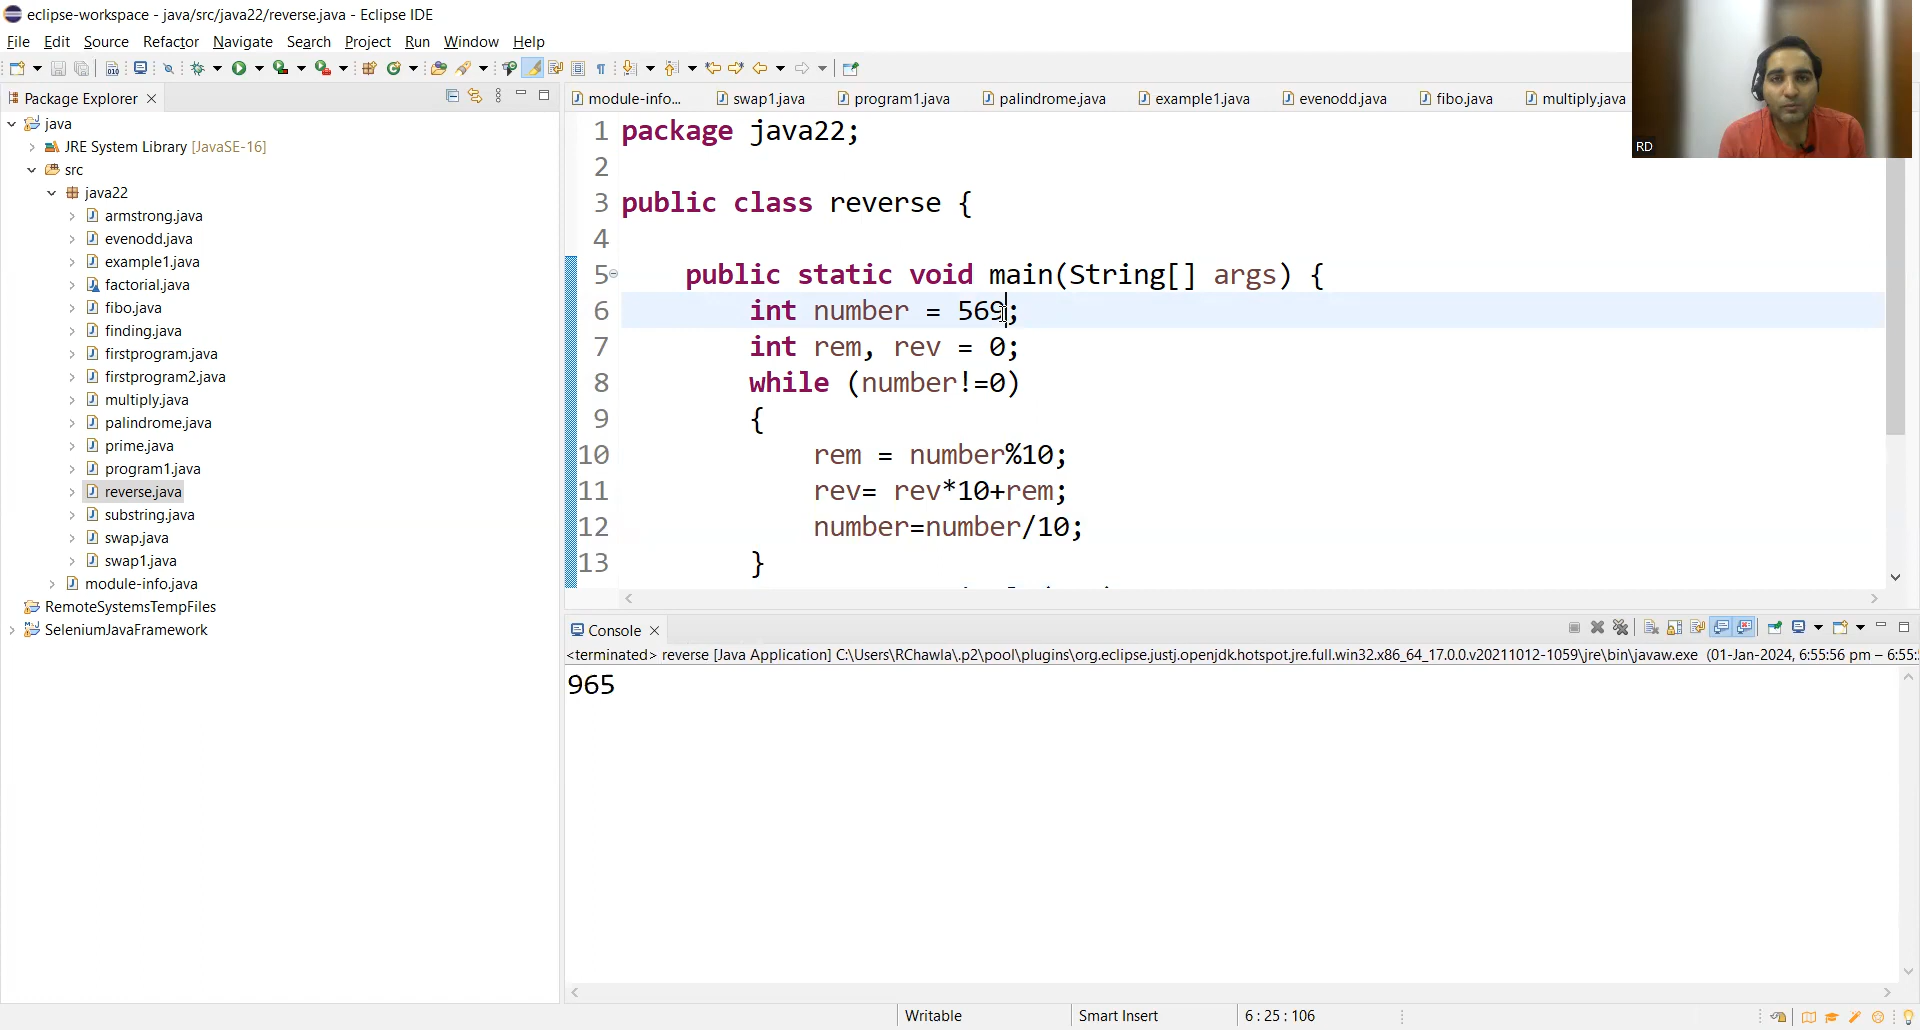 eclipse-workspace - java/src/java22/reverse.java - Eclipse IDE
File Edit Source Refactor Navigate Search Project Run Window Help
Package Explorer
module-info... swap1.java program1.java palindrome.java example1.java evenodd.java fibo.java multiply.java
RD
java
JRE System Library [JavaSE-16]
src
java22
armstrong.java
evenodd.java
example1.java
factorial.java
fibo.java
finding.java
firstprogram.java
firstprogram2.java
multiply.java
palindrome.java
prime.java
program1.java
reverse.java
substring.java
swap.java
swap1.java
module-info.java
RemoteSystemsTempFiles
SeleniumJavaFramework
1 package java22;
2
3 public class reverse {
4
5 public static void main(String[] args) {
6 int number = 569;
7 int rem, rev = 0;
8 while (number!=0)
9 {
10 rem = number%10;
11 rev= rev*10+rem;
12 number=number/10;
13 }
Console
<terminated> reverse [Java Application] C:\Users\RChawla\.p2\pool\plugins\org.eclipse.justj.openjdk.hotspot.jre.full.win32.x86_64_17.0.0.v20211012-1059\jre\bin\javaw.exe (01-Jan-2024, 6:55:56 pm – 6:55:
965
Writable Smart Insert 6 : 25 : 106